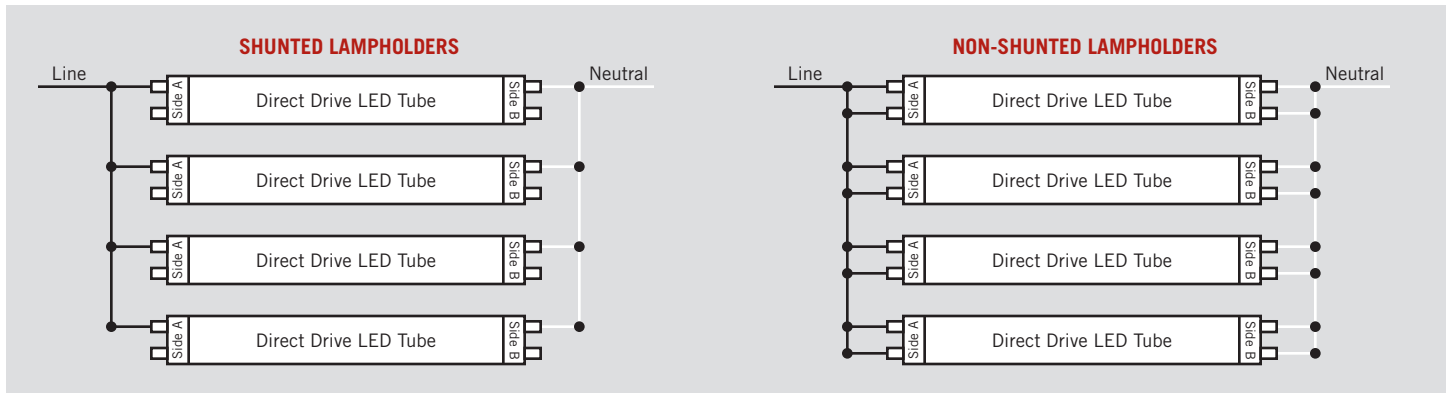 SHUNTED LAMPHOLDERS
Line
Neutral
Side A
Direct Drive LED Tube
Side B
Side A
Direct Drive LED Tube
Side B
Side A
Direct Drive LED Tube
Side B
Side A
Direct Drive LED Tube
Side B
NON-SHUNTED LAMPHOLDERS
Line
Neutral
Side A
Direct Drive LED Tube
Side B
Side A
Direct Drive LED Tube
Side B
Side A
Direct Drive LED Tube
Side B
Side A
Direct Drive LED Tube
Side B